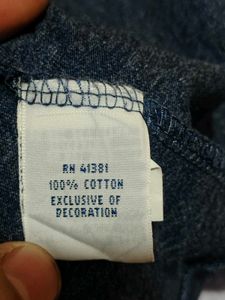 RN 41381
100% COTTON
EXCLUSIVE OF
DECORATION